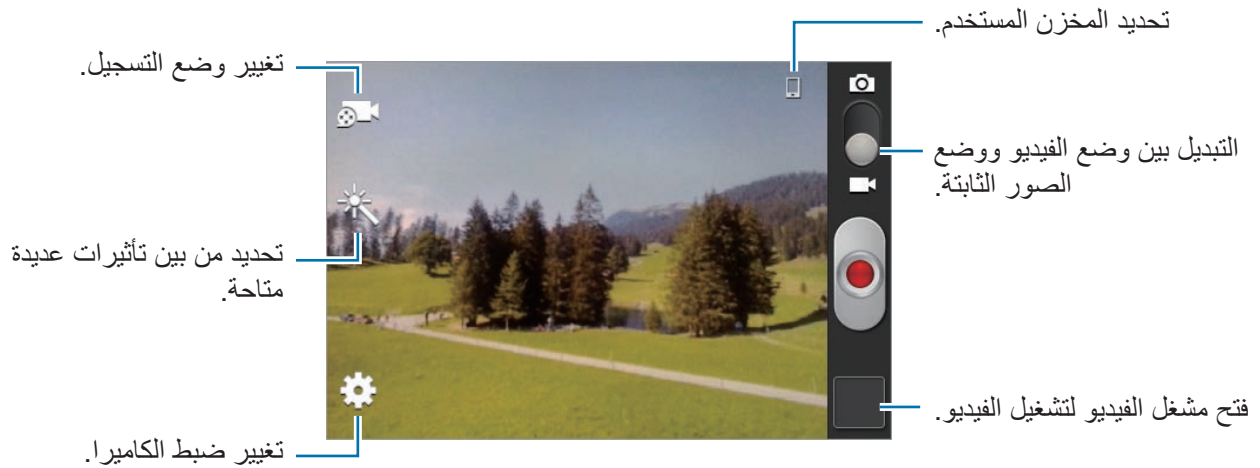 تحديد المخزن المستخدم.
تغيير وضع التسجيل.
التبديل بين وضع الفيديو ووضع
الصور الثابتة.
تحديد من بين تأثيرات عديدة
متاحة.
فتح مشغل الفيديو لتشغيل الفيديو.
تغيير ضبط الكاميرا.